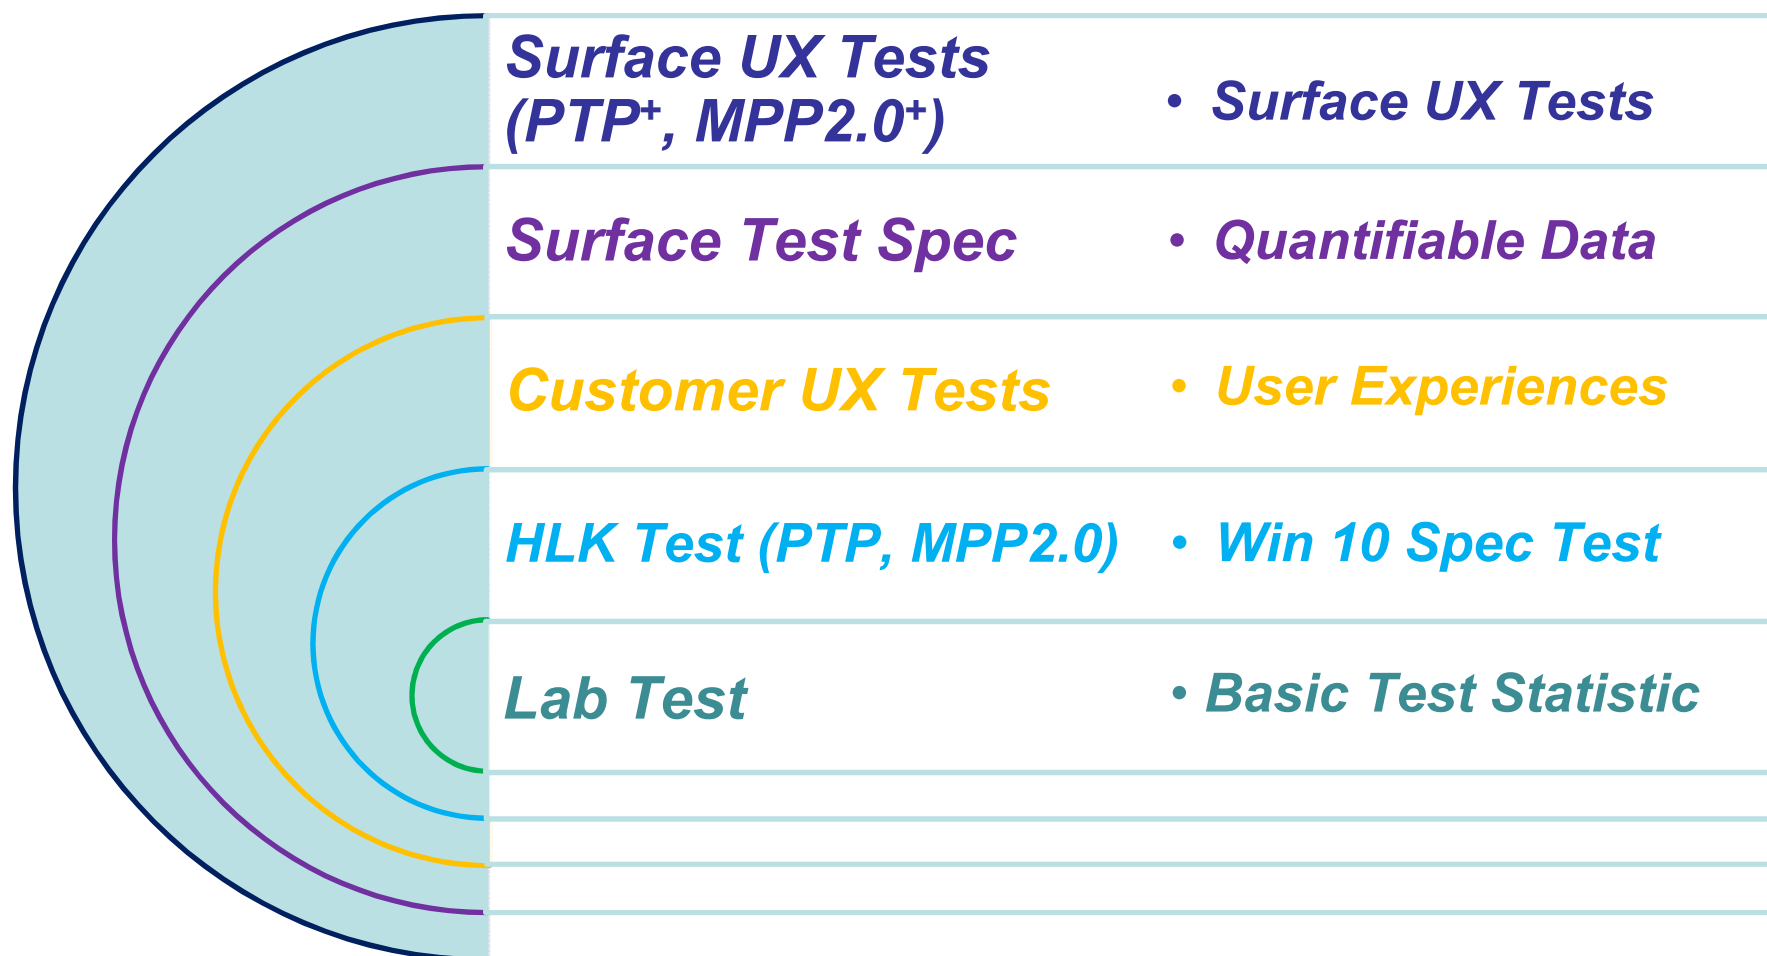 Surface UX Tests
(PTP⁺, MPP2.0⁺)
• Surface UX Tests
Surface Test Spec
• Quantifiable Data
Customer UX Tests
• User Experiences
HLK Test (PTP, MPP2.0)
• Win 10 Spec Test
Lab Test
• Basic Test Statistic